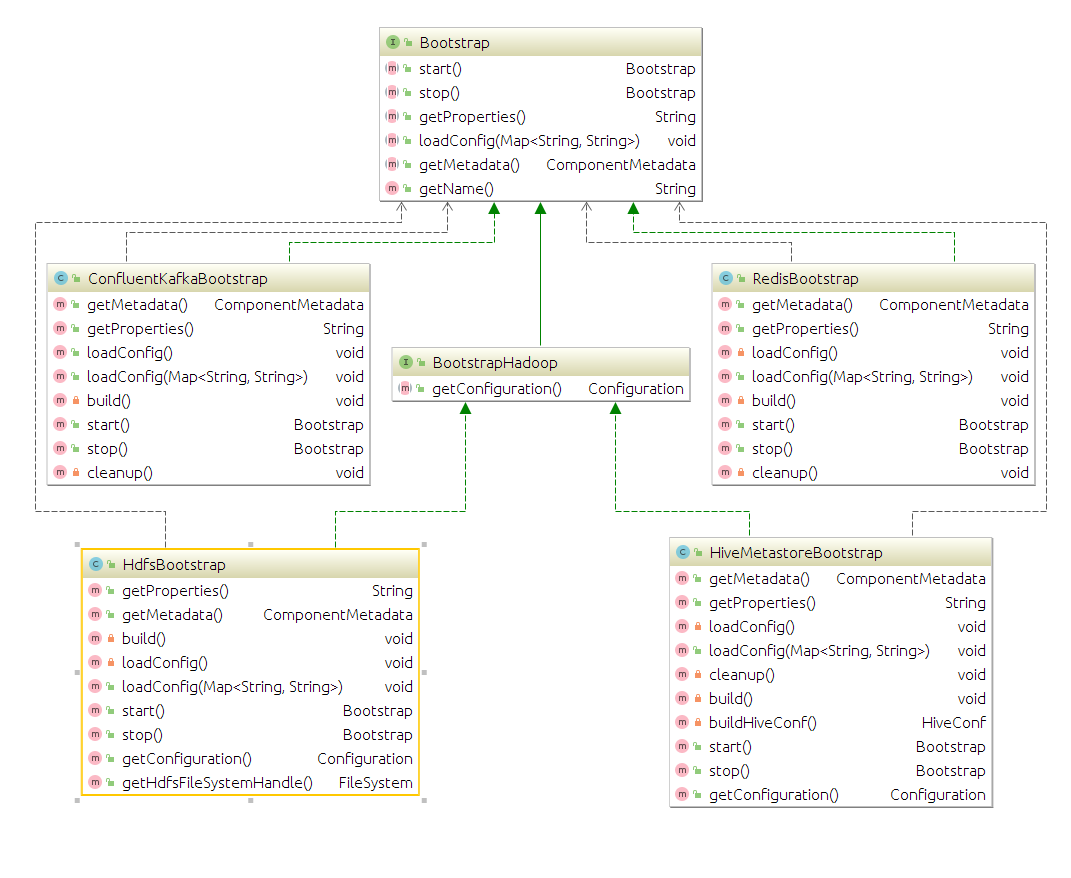 Bootstrap
start() Bootstrap
stop() Bootstrap
getProperties() String
loadConfig(Map<String, String>) void
getMetadata() ComponentMetadata
getName() String
ConfluentKafkaBootstrap
getMetadata() ComponentMetadata
getProperties() String
loadConfig() void
loadConfig(Map<String, String>) void
build() void
start() Bootstrap
stop() Bootstrap
cleanup() void
BootstrapHadoop
getConfiguration() Configuration
RedisBootstrap
getMetadata() ComponentMetadata
getProperties() String
loadConfig() void
loadConfig(Map<String, String>) void
build() void
start() Bootstrap
stop() Bootstrap
cleanup() void
HdfsBootstrap
getProperties() String
getMetadata() ComponentMetadata
build() void
loadConfig() void
loadConfig(Map<String, String>) void
start() Bootstrap
stop() Bootstrap
getConfiguration() Configuration
getHdfsFileSystemHandle() FileSystem
HiveMetastoreBootstrap
getMetadata() ComponentMetadata
getProperties() String
loadConfig() void
loadConfig(Map<String, String>) void
cleanup() void
build() void
buildHiveConf() HiveConf
start() Bootstrap
stop() Bootstrap
getConfiguration() Configuration